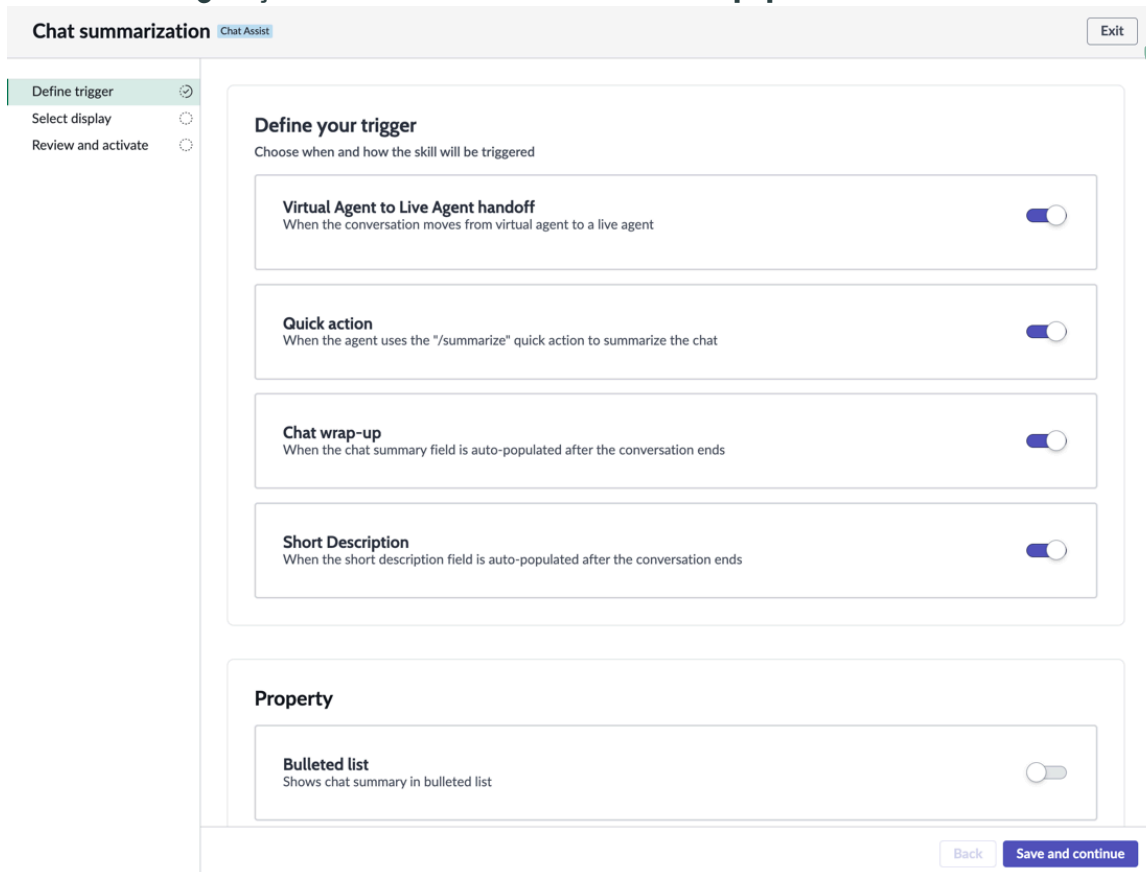 Chat summarization Chat Assist
Exit
Define trigger
Select display
Review and activate
Define your trigger
Choose when and how the skill will be triggered
Virtual Agent to Live Agent handoff
When the conversation moves from virtual agent to a live agent
Quick action
When the agent uses the "/summarize" quick action to summarize the chat
Chat wrap-up
When the chat summary field is auto-populated after the conversation ends
Short Description
When the short description field is auto-populated after the conversation ends
Property
Bulleted list
Shows chat summary in bulleted list
Back
Save and continue